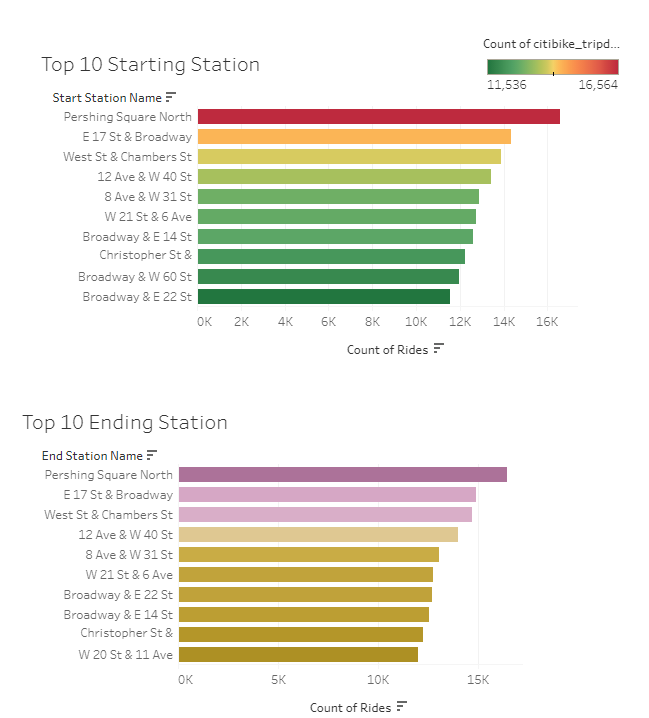 Count of citibike_tripd...
11,536 16,564
Top 10 Starting Station
Start Station Name
Pershing Square North
E 17 St & Broadway
West St & Chambers St
12 Ave & W 40 St
8 Ave & W 31 St
W 21 St & 6 Ave
Broadway & E 14 St
Christopher St &
Broadway & W 60 St
Broadway & E 22 St
0K 2K 4K 6K 8K 10K 12K 14K 16K
Count of Rides
Top 10 Ending Station
End Station Name
Pershing Square North
E 17 St & Broadway
West St & Chambers St
12 Ave & W 40 St
8 Ave & W 31 St
W 21 St & 6 Ave
Broadway & E 22 St
Broadway & E 14 St
Christopher St &
W 20 St & 11 Ave
0K 5K 10K 15K
Count of Rides